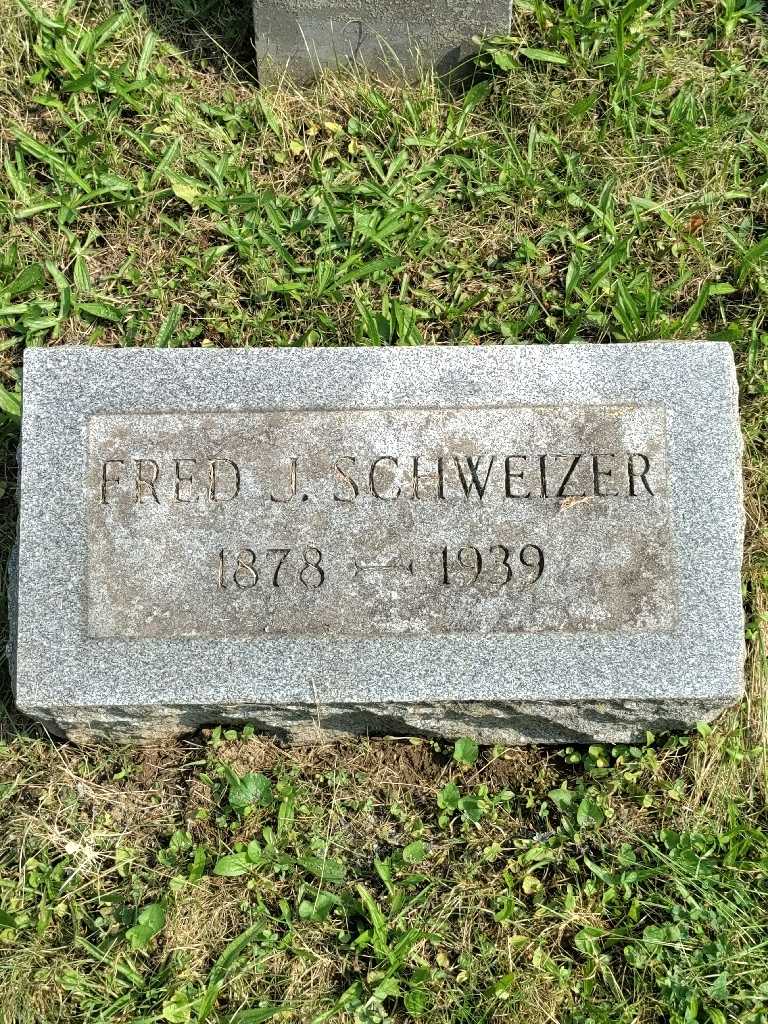 FRED J. SCHWEIZER
1878 — 1939